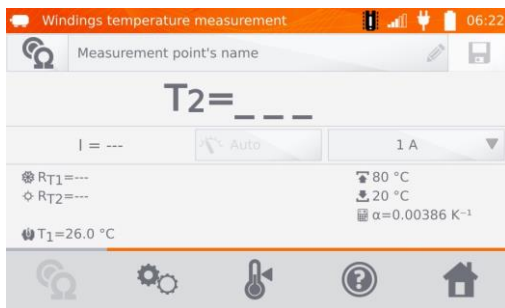 Windings temperature measurement 06:22
Measurement point's name
T2=_ _ _
I = --- Auto 1 A
RT1=--- 80 °C
RT2=--- 20 °C
α=0.00386 K⁻¹
T1=26.0 °C